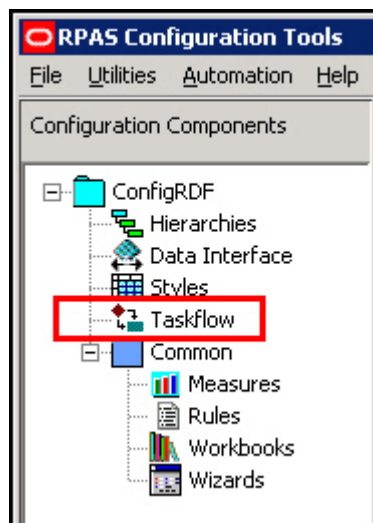 RPAS Configuration Tools
File Utilities Automation Help
Configuration Components
ConfigRDF
Hierarchies
Data Interface
Styles
Taskflow
Common
Measures
Rules
Workbooks
Wizards